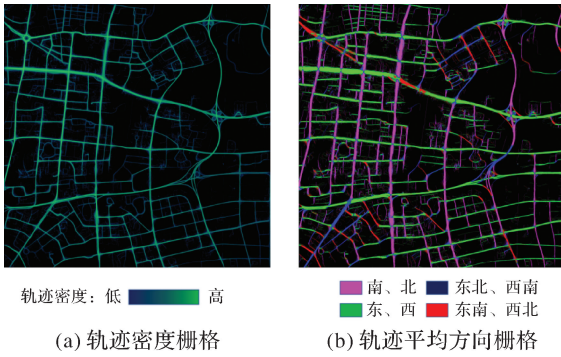 轨迹密度：低 高
南、北 东北、西南
东、西 东南、西北
(a) 轨迹密度栅格 (b) 轨迹平均方向栅格